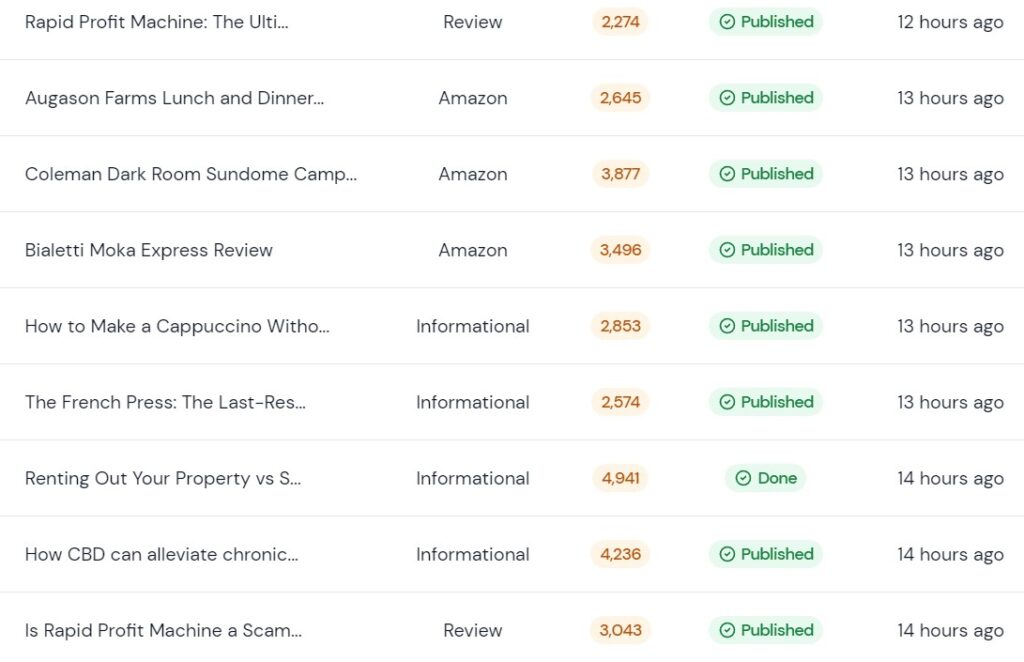 Rapid Profit Machine: The Ulti... Review 2,274 Published 12 hours ago
Augason Farms Lunch and Dinner... Amazon 2,645 Published 13 hours ago
Coleman Dark Room Sundome Camp... Amazon 3,877 Published 13 hours ago
Bialetti Moka Express Review Amazon 3,496 Published 13 hours ago
How to Make a Cappuccino Witho... Informational 2,853 Published 13 hours ago
The French Press: The Last-Res... Informational 2,574 Published 13 hours ago
Renting Out Your Property vs S... Informational 4,941 Done 14 hours ago
How CBD can alleviate chronic... Informational 4,236 Published 14 hours ago
Is Rapid Profit Machine a Scam... Review 3,043 Published 14 hours ago